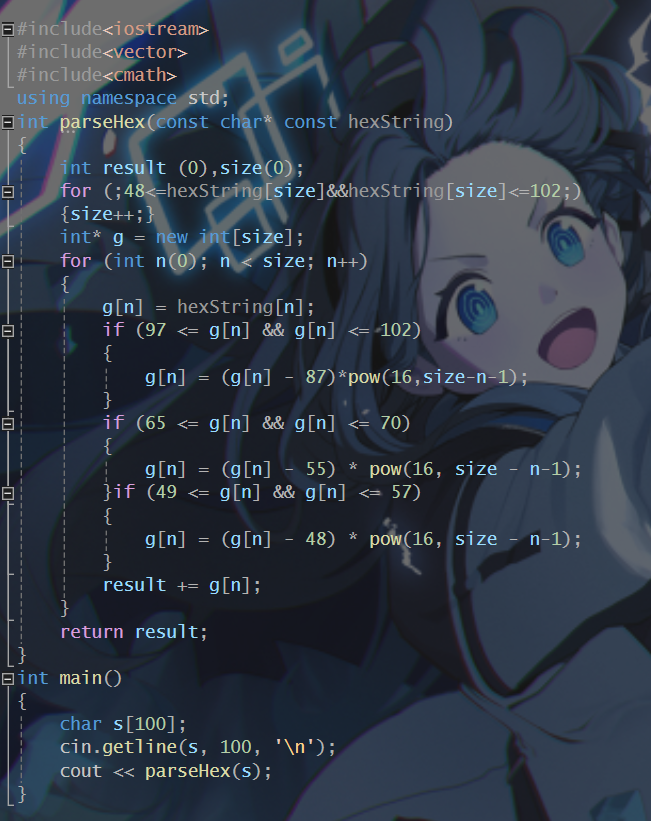 #include<iostream>
#include<vector>
#include<cmath>
using namespace std;
int parseHex(const char* const hexString)
{
    int result (0),size(0);
    for (;48<=hexString[size]&&hexString[size]<=102;)
    {size++;}
    int* g = new int[size];
    for (int n(0); n < size; n++)
    {
        g[n] = hexString[n];
        if (97 <= g[n] && g[n] <= 102)
        {
            g[n] = (g[n] - 87)*pow(16,size-n-1);
        }
        if (65 <= g[n] && g[n] <= 70)
        {
            g[n] = (g[n] - 55) * pow(16, size - n-1);
        }if (49 <= g[n] && g[n] <= 57)
        {
            g[n] = (g[n] - 48) * pow(16, size - n-1);
        }
        result += g[n];
    }
    return result;
}
int main()
{
    char s[100];
    cin.getline(s, 100, '\n');
    cout << parseHex(s);
}